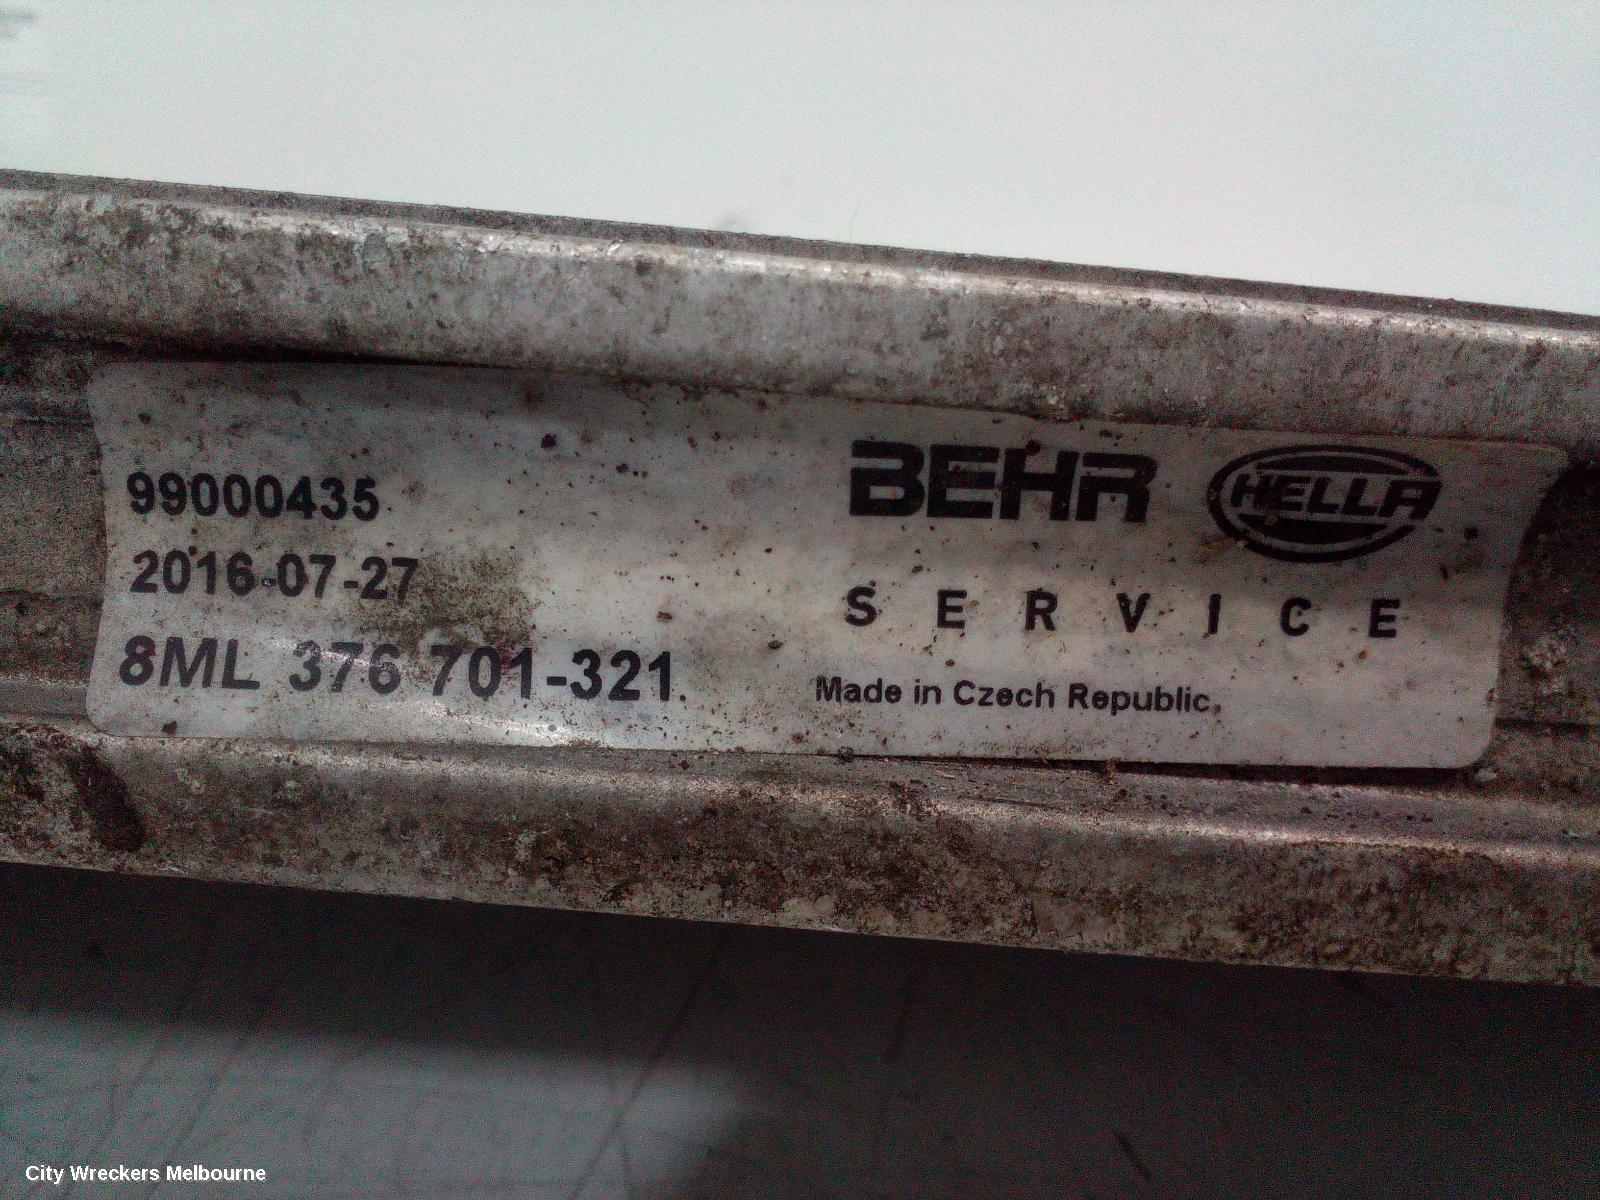 99000435
2016-07-27
8ML 376 701-321
BEHR HELLA
SERVICE
Made in Czech Republic
City Wreckers Melbourne